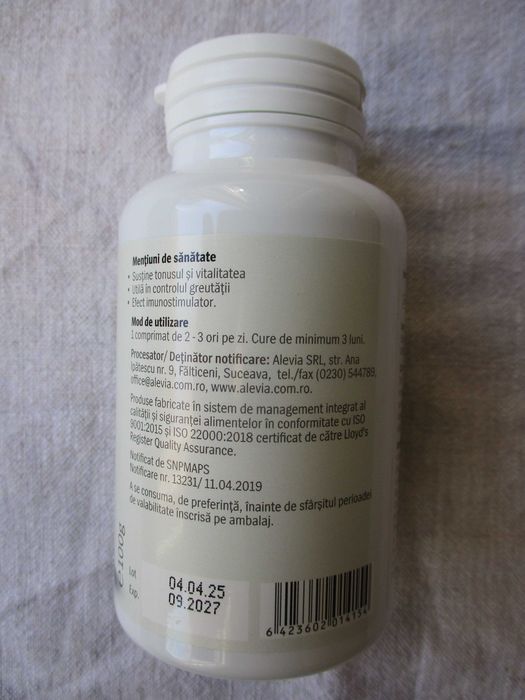 Mențiuni de sănătate
• Susține tonusul și vitalitatea
• Utilă în controlul greutății
• Efect imunostimulator.
Mod de utilizare
1 comprimat de 2 - 3 ori pe zi. Cure de minimum 3 luni.
Procesator/ Deținător notificare: Alevia SRL, str. Ana
Ipătescu nr. 9, Fălticeni, Suceava, tel./fax (0230) 544789,
office@alevia.com.ro, www.alevia.com.ro.
Produse fabricate în sistem de management integrat al
calității și siguranței alimentelor în conformitate cu ISO
9001:2015 și ISO 22000:2018 certificat de către Lloyd's
Register Quality Assurance.
Notificat de SNPMAPS
Notificare nr. 13231/ 11.04.2019
A se consuma, de preferință, înainte de sfârșitul perioadei
de valabilitate înscrisă pe ambalaj.
100g
Lot 04.04.25
Exp. 09.2027